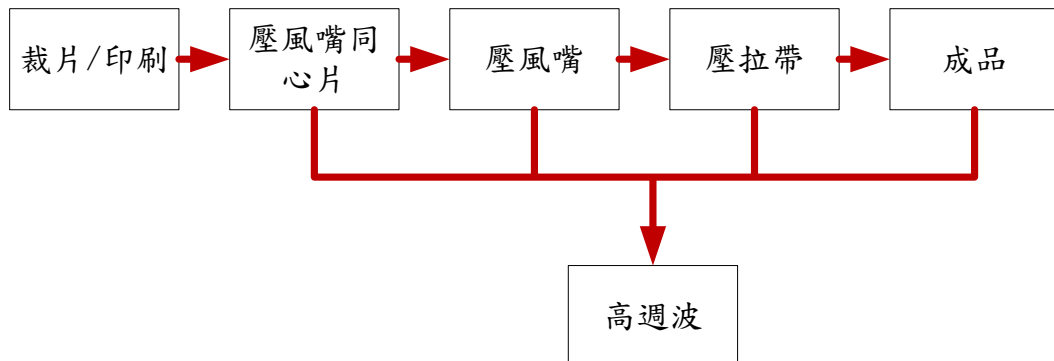 裁片/印刷
壓風嘴同
心片
壓風嘴
壓拉帶
成品
高週波